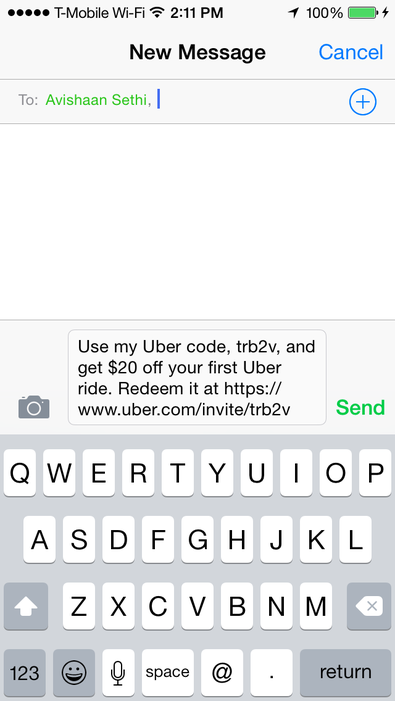 T-Mobile Wi-Fi 2:11 PM 100%
New Message Cancel
To: Avishaan Sethi,
Use my Uber code, trb2v, and
get $20 off your first Uber
ride. Redeem it at https://
www.uber.com/invite/trb2v
Send
Q W E R T Y U I O P
A S D F G H J K L
Z X C V B N M
123 space @ . return